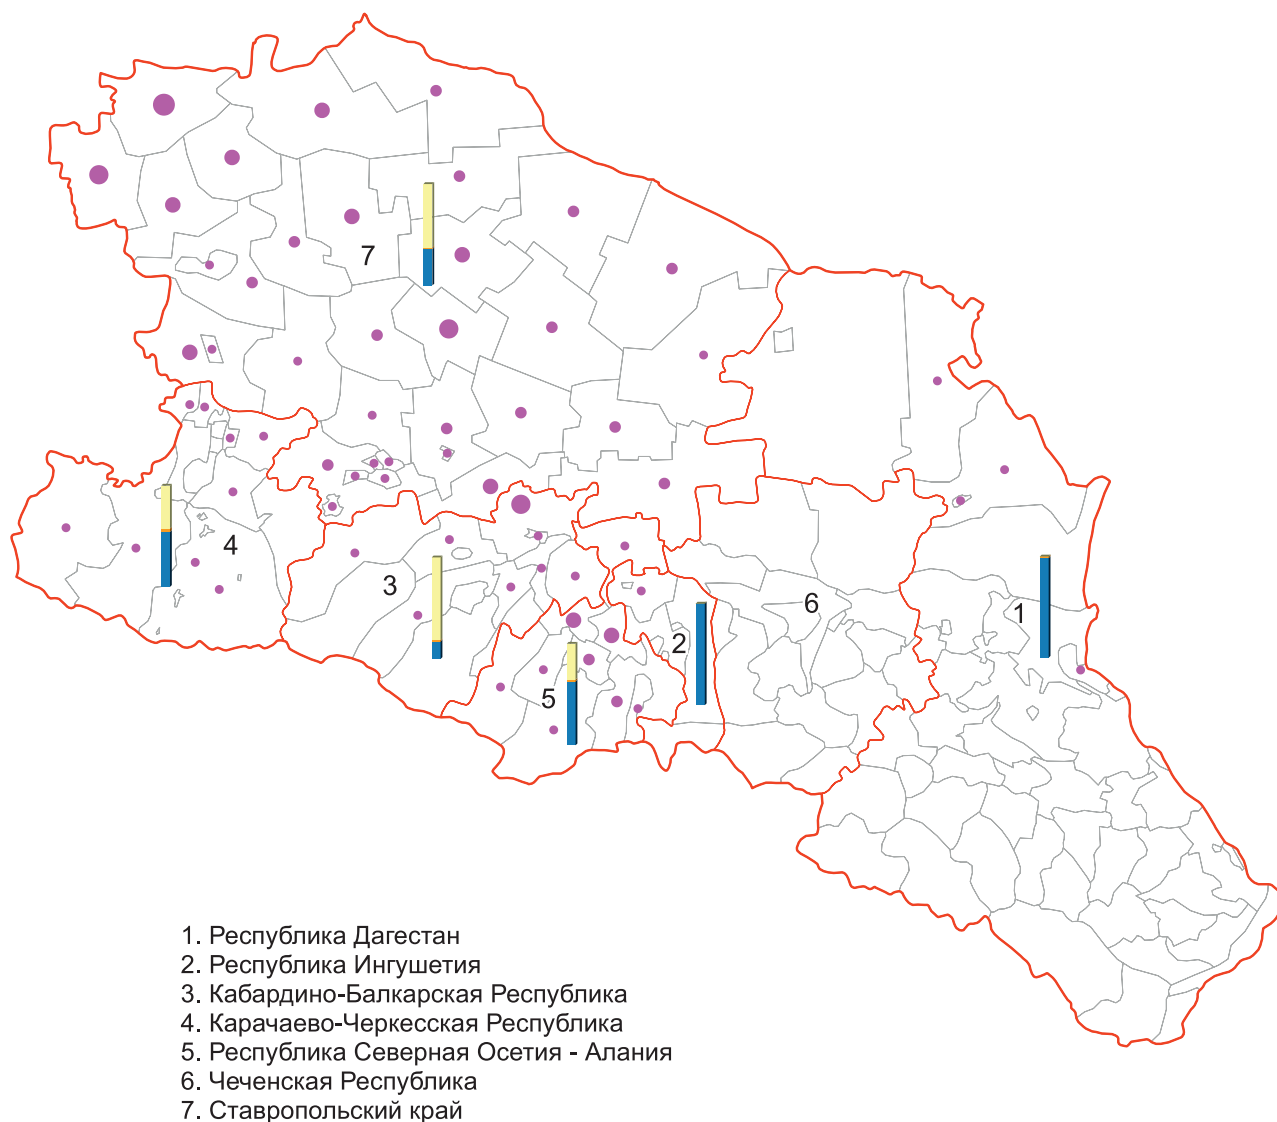 7
4
3
6
1
2
5
1. Республика Дагестан
2. Республика Ингушетия
3. Кабардино-Балкарская Республика
4. Карачаево-Черкесская Республика
5. Республика Северная Осетия - Алания
6. Чеченская Республика
7. Ставропольский край